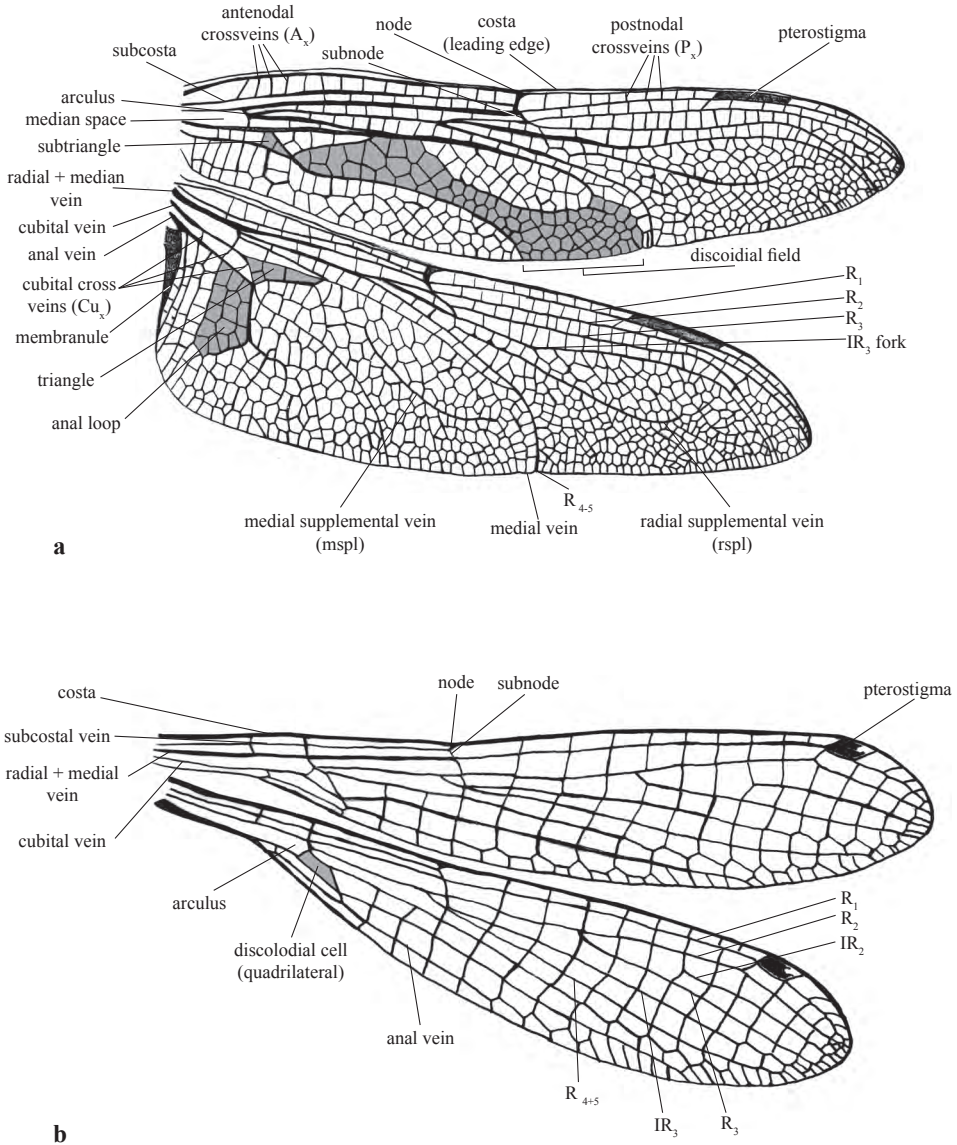 antenodal
crossveins (Aₓ)
subcosta
node
subnode
costa
(leading edge)
postnodal
crossveins (Pₓ)
pterostigma
arculus
median space
subtriangle
radial + median
vein
cubital vein
anal vein
cubital cross
veins (Cuₓ)
membranule
triangle
anal loop
discoidial field
R₁
R₂
R₃
IR₃ fork
R₄₋₅
medial supplemental vein
(mspl)
medial vein
radial supplemental vein
(rspl)
a
costa
node
subnode
pterostigma
subcostal vein
radial + medial
vein
cubital vein
arculus
discolodial cell
(quadrilateral)
anal vein
R₁
R₂
IR₂
R₄₊₅
IR₃
R₃
b